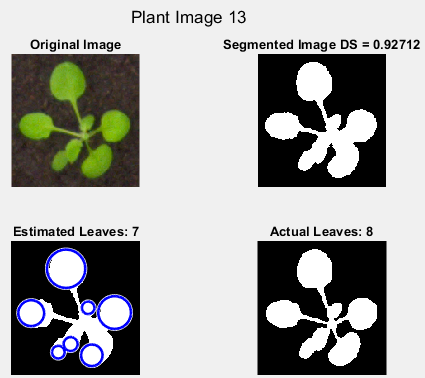 Plant Image 13
Original Image
Segmented Image DS = 0.92712
Estimated Leaves: 7
Actual Leaves: 8